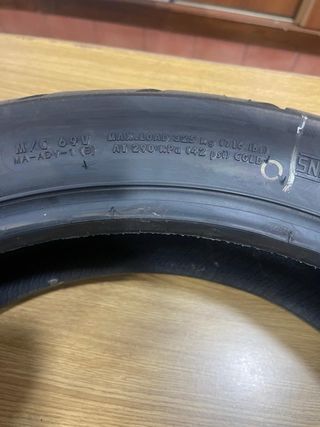 M/C 69V
MA-ADV-1 (E)
MAX.LOAD 325 kg (716 lbs)
AT 290 kPa (42 psi) COLD